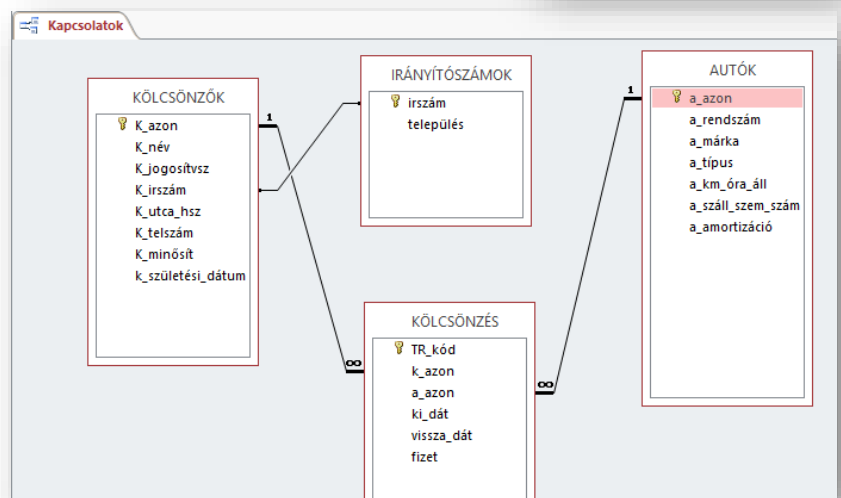 Kapcsolatok
KÖLCSÖNZŐK
K_azon
K_név
K_jogosítvsz
K_irszám
K_utca_hsz
K_telszám
K_minősít
k_születési_dátum
1
IRÁNYÍTÓSZÁMOK
irszám
település
AUTÓK
a_azon
a_rendszám
a_márka
a_típus
a_km_óra_áll
a_száll_szem_szám
a_amortizáció
1
KÖLCSÖNZÉS
TR_kód
k_azon
a_azon
ki_dát
vissza_dát
fizet
∞
∞